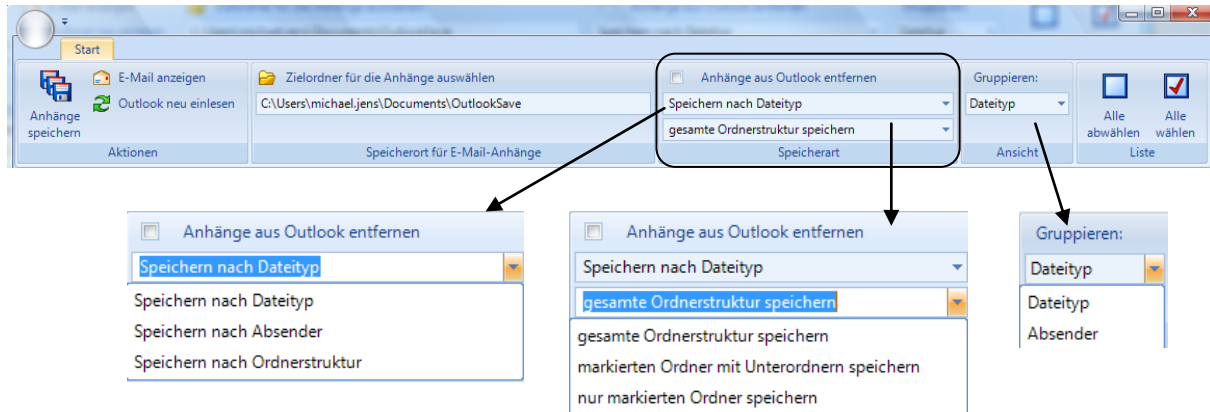 Start
Anhänge speichern
E-Mail anzeigen
Outlook neu einlesen
Aktionen
Zielordner für die Anhänge auswählen
C:\Users\michael.jens\Documents\OutlookSave
Speicherort für E-Mail-Anhänge
Anhänge aus Outlook entfernen
Speichern nach Dateityp
gesamte Ordnerstruktur speichern
Speicherart
Gruppieren:
Dateityp
Ansicht
Alle abwählen
Alle wählen
Liste
Anhänge aus Outlook entfernen
Speichern nach Dateityp
Speichern nach Dateityp
Speichern nach Absender
Speichern nach Ordnerstruktur
Anhänge aus Outlook entfernen
Speichern nach Dateityp
gesamte Ordnerstruktur speichern
gesamte Ordnerstruktur speichern
markierten Ordner mit Unterordnern speichern
nur markierten Ordner speichern
Gruppieren:
Dateityp
Dateityp
Absender